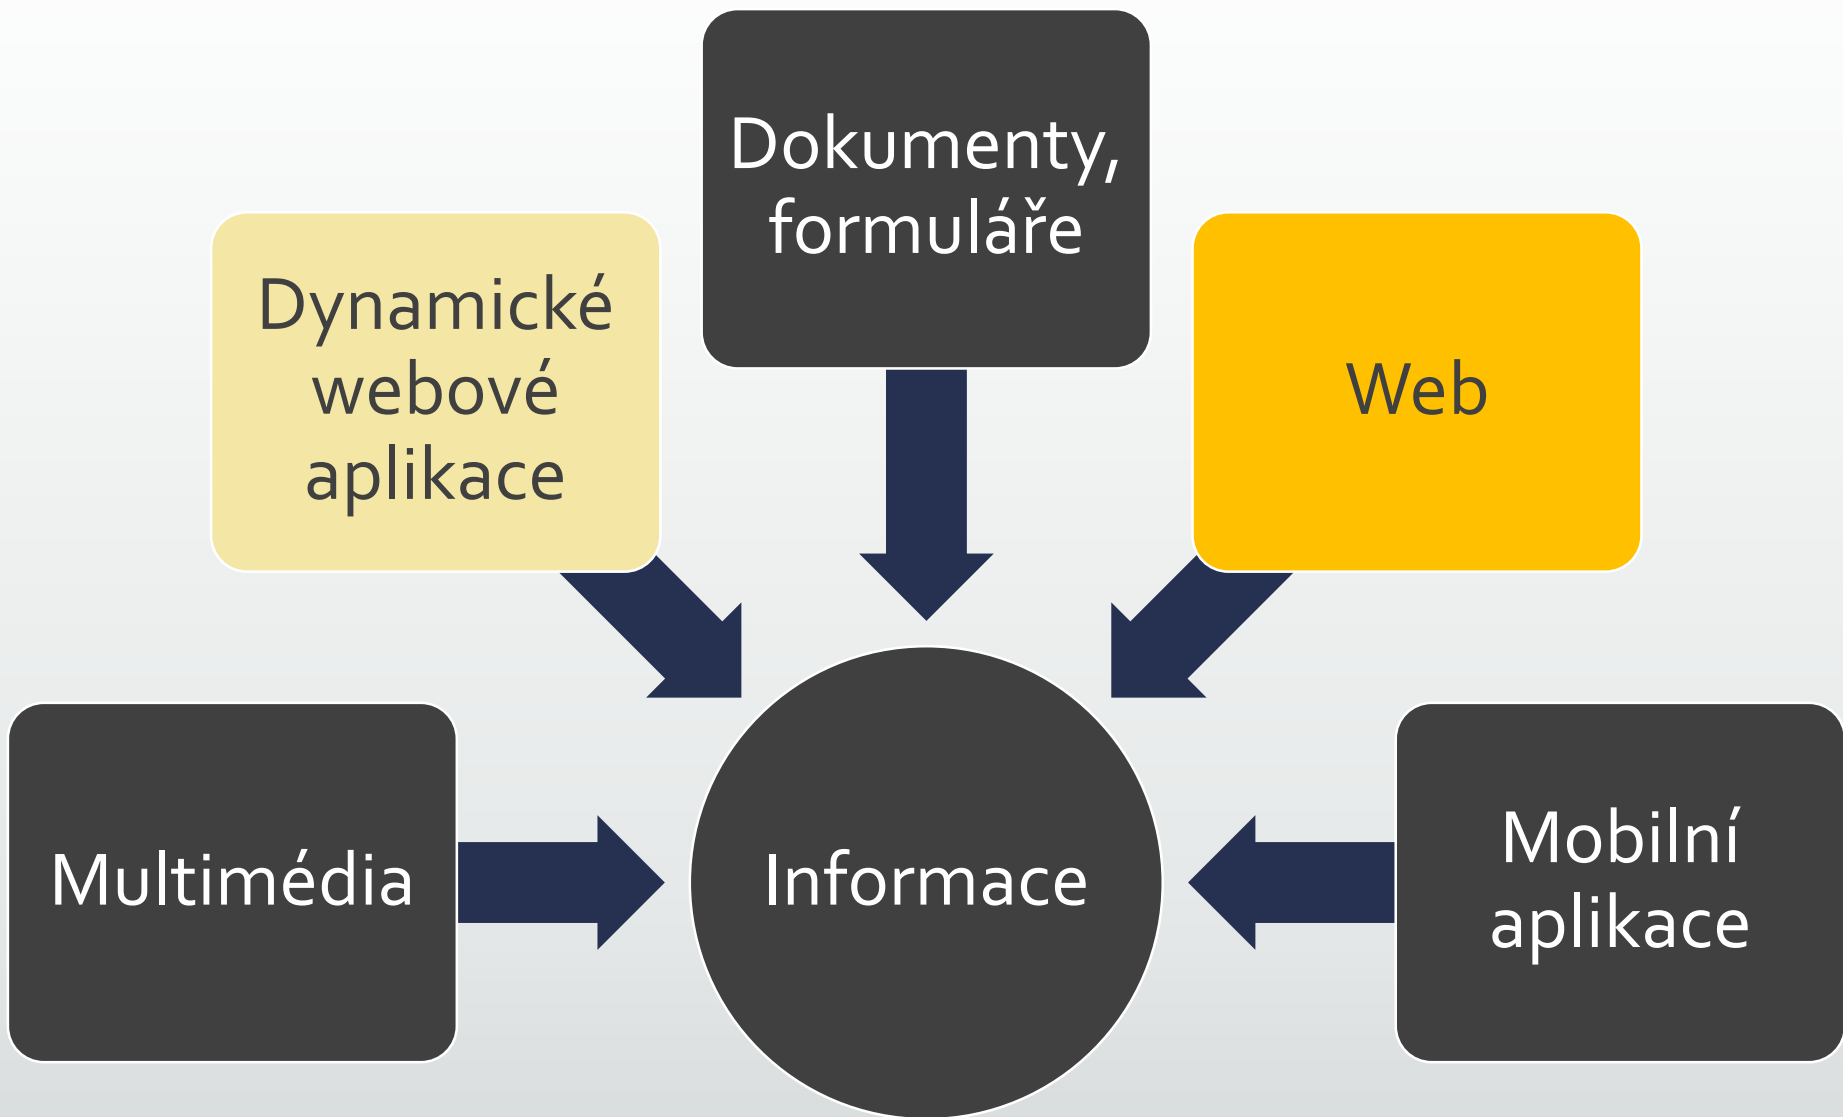 Dokumenty,
formuláře
Dynamické
webové
aplikace
Web
Multimédia
Informace
Mobilní
aplikace